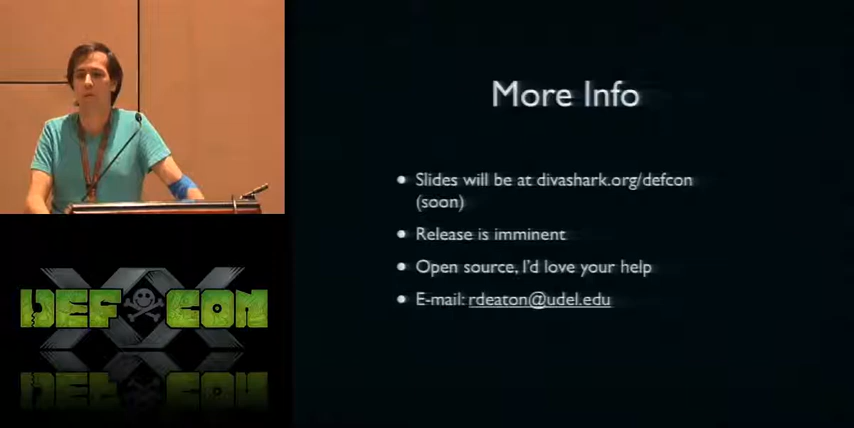 More Info
Slides will be at divashark.org/defcon
(soon)
Release is imminent
Open source, I'd love your help
E-mail: rdeaton@udel.edu
DEF CON
XX
DEF CON